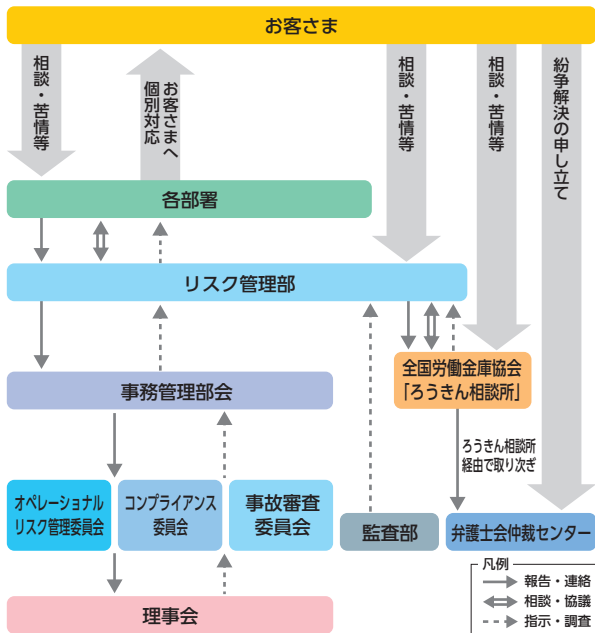 お客さま
相談・苦情等
お客さまへ
個別対応
相談・苦情等
相談・苦情等
紛争解決の申し立て
各部署
リスク管理部
全国労働金庫協会
「ろうきん相談所」
事務管理部会
ろうきん相談所
経由で取り次ぎ
オペレーショナル
リスク管理委員会
コンプライアンス
委員会
事故審査
委員会
監査部
弁護士会仲裁センター
理事会
凡例
報告・連絡
相談・協議
指示・調査